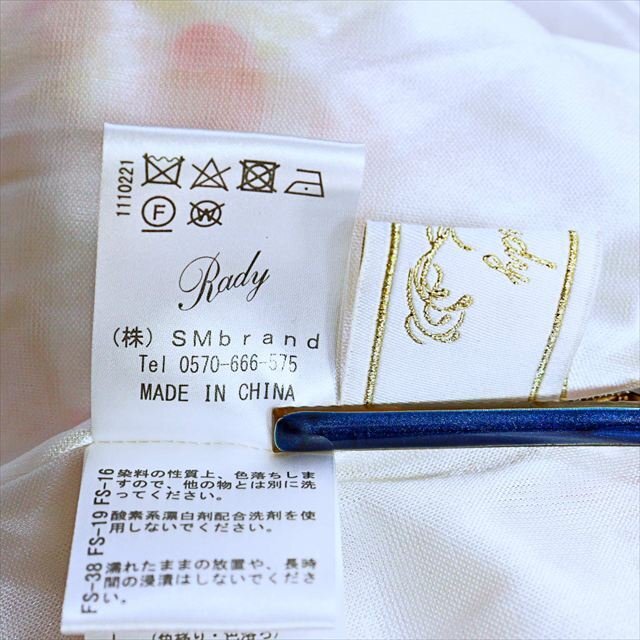 1110221
F
W
Rady
(株) SMbrand
Tel 0570-666-575
MADE IN CHINA
FS-38 FS-19 FS-16
染料の性質上、色落ちしま
すので、他の物とは別に洗
ってください。
酸素系漂白剤配合洗剤を使
用しないでください。
濡れたままの放置や、長時
間の浸漬はしないでください。